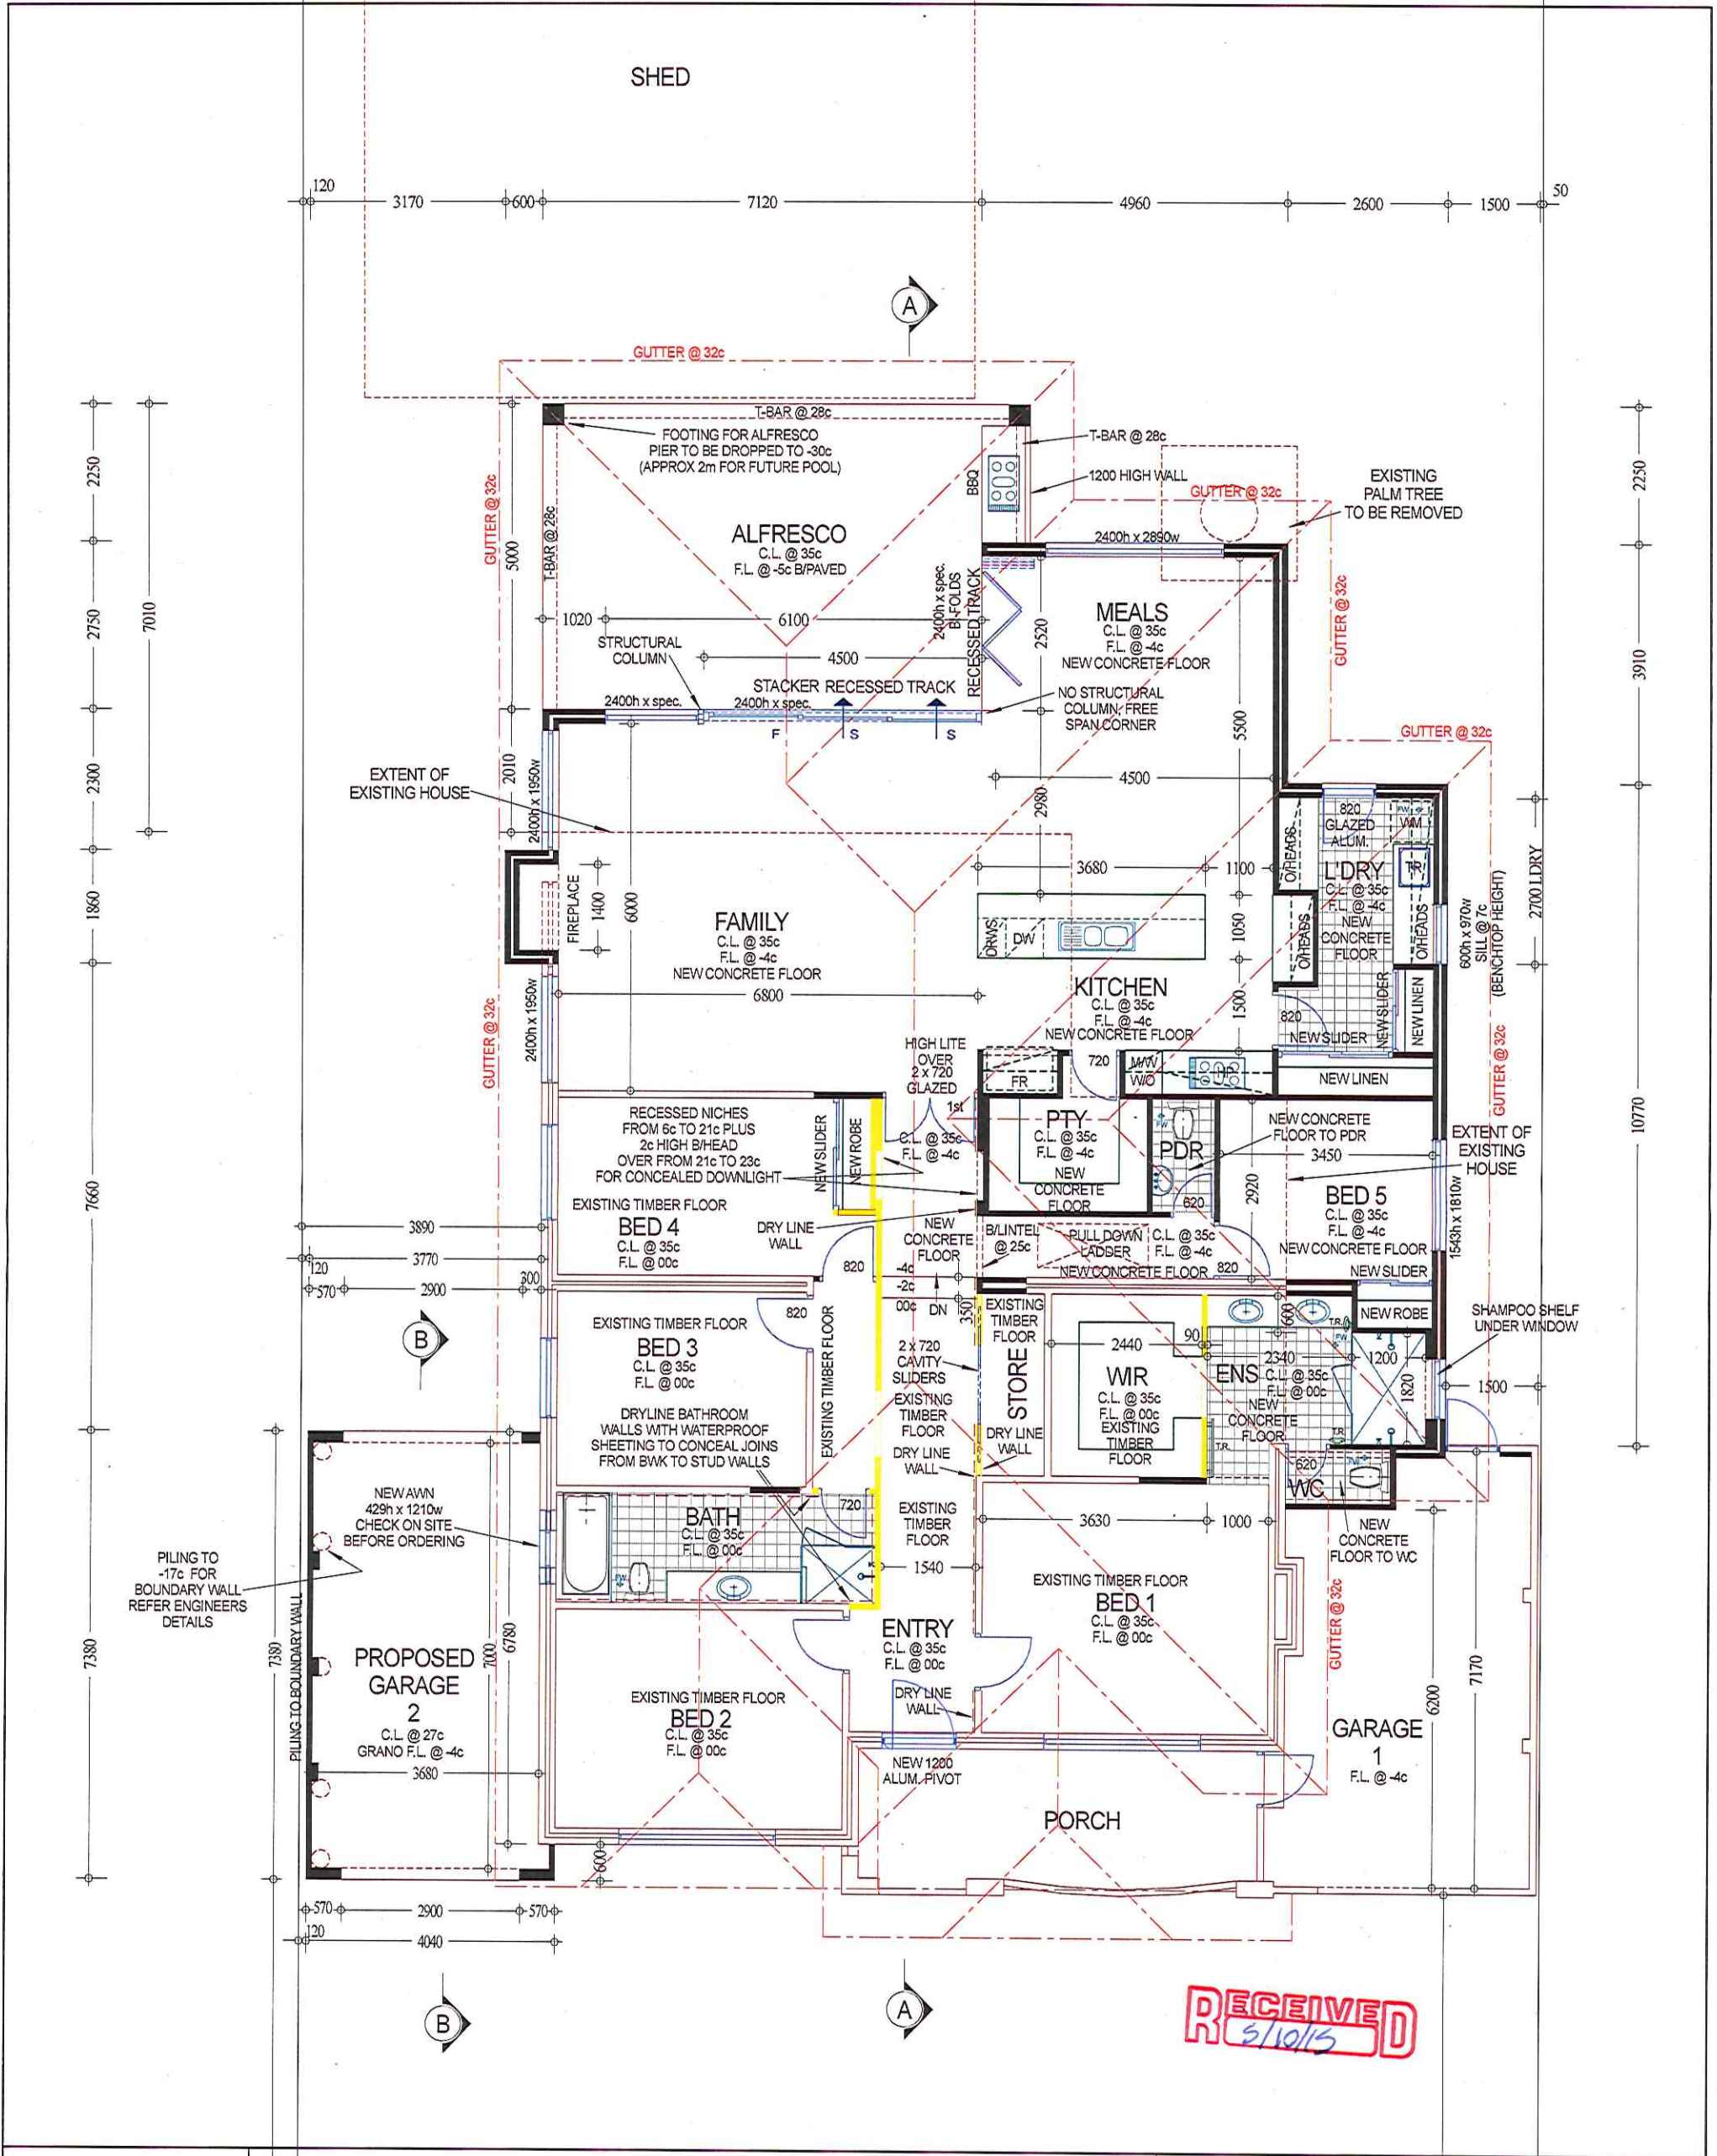 SHED
120
3170
600
7120
4960
2600
1500
50
A
GUTTER @ 32c
T-BAR @ 28c
FOOTING FOR ALFRESCO
PIER TO BE DROPPED TO -30c
(APPROX 2m FOR FUTURE POOL)
T-BAR @ 28c
BBQ
1200 HIGH WALL
GUTTER @ 32c
EXISTING
PALM TREE
TO BE REMOVED
2250
7010
2250
GUTTER @ 32c
5000
T-BAR @ 28c
ALFRESCO
C.L. @ 35c
F.L. @ -5c B/PAVED
2400h x 2890w
2400h x spec.
BI-FOLDS
RECESSED TRACK
2520
MEALS
C.L. @ 35c
F.L. @ -4c
NEW CONCRETE FLOOR
5500
GUTTER @ 32c
2750
3910
1020
6100
STRUCTURAL
COLUMN
4500
STACKER RECESSED TRACK
2400h x spec.
2400h x spec.
F
S
S
NO STRUCTURAL
COLUMN, FREE
SPAN CORNER
GUTTER @ 32c
EXTENT OF
EXISTING HOUSE
2300
2010
2400h x 1950w
2980
4500
820
GLAZED
ALUM.
WM
O/HEADS
L'DRY
C.L. @ 35c
F.L. @ -4c
NEW
CONCRETE
FLOOR
TR
O/HEADS
O/HEADS
600h x 970w
SILL @ 7c
(BENCHTOP HEIGHT)
2700 L'DRY
1860
FIREPLACE
1400
6000
FAMILY
C.L. @ 35c
F.L. @ -4c
NEW CONCRETE FLOOR
6800
3680
1100
DRWS
DW
1050
KITCHEN
C.L. @ 35c
F.L. @ -4c
NEW CONCRETE FLOOR
1500
820
NEW SLIDER
NEW SLIDER
NEW LINEN
NEW LINEN
GUTTER @ 32c
2400h x 1950w
GUTTER @ 32c
HIGH LITE
OVER
2 x 720
GLAZED
FR
720
M/W
W/O
UP
10770
7660
RECESSED NICHES
FROM 6c TO 21c PLUS
2c HIGH B/HEAD
OVER FROM 21c TO 23c
FOR CONCEALED DOWNLIGHT
NEW SLIDER
NEW ROBE
1st
C.L. @ 35c
F.L. @ -4c
PTY
C.L. @ 35c
F.L. @ -4c
NEW
CONCRETE
FLOOR
FW
PDR
620
NEW CONCRETE
FLOOR TO PDR
3450
2920
EXTENT OF
EXISTING
HOUSE
BED 5
C.L. @ 35c
F.L. @ -4c
NEW CONCRETE FLOOR
1543h x 1810w
EXISTING TIMBER FLOOR
BED 4
C.L. @ 35c
F.L. @ 00c
DRY LINE
WALL
820
NEW
CONCRETE
FLOOR
B/LINTEL
@ 25c
PULL DOWN
LADDER
C.L. @ 35c
F.L. @ -4c
NEW CONCRETE FLOOR
820
NEW SLIDER
NEW ROBE
3890
3770
120
570
2900
300
-4c
-2c
00c
DN
350
B
EXISTING TIMBER FLOOR
BED 3
C.L. @ 35c
F.L. @ 00c
820
EXISTING TIMBER FLOOR
2 x 720
CAVITY
SLIDERS
EXISTING
TIMBER
FLOOR
DRY LINE
WALL
EXISTING
TIMBER
FLOOR
STORE
DRY LINE
WALL
2440
90
WIR
C.L. @ 35c
F.L. @ 00c
EXISTING
TIMBER
FLOOR
600
T.R.
FW
2340
ENS
C.L. @ 35c
F.L. @ 00c
NEW
CONCRETE
FLOOR
T.R.
T.R.
1200
1820
SHAMPOO SHELF
UNDER WINDOW
1500
DRYLINE BATHROOM
WALLS WITH WATERPROOF
SHEETING TO CONCEAL JOINS
FROM BWK TO STUD WALLS
620
FW
WC
NEW
CONCRETE
FLOOR TO WC
NEW AWN
429h x 1210w
CHECK ON SITE
BEFORE ORDERING
BATH
C.L. @ 35c
F.L. @ 00c
720
FW
EXISTING
TIMBER
FLOOR
1540
3630
1000
PILING TO
-17c FOR
BOUNDARY WALL
REFER ENGINEERS
DETAILS
EXISTING TIMBER FLOOR
BED 1
C.L. @ 35c
F.L. @ 00c
GUTTER @ 32c
7380
7380
PILING TO BOUNDARY WALL
PROPOSED
GARAGE
2
C.L. @ 27c
GRANO F.L. @ -4c
3680
7000
6780
ENTRY
C.L. @ 35c
F.L. @ 00c
DRY LINE
WALL
EXISTING TIMBER FLOOR
BED 2
C.L. @ 35c
F.L. @ 00c
NEW 1200
ALUM. PIVOT
GARAGE
1
F.L. @ -4c
6200
7170
PORCH
600
570
2900
570
120
4040
B
A
RECEIVED
5/10/15